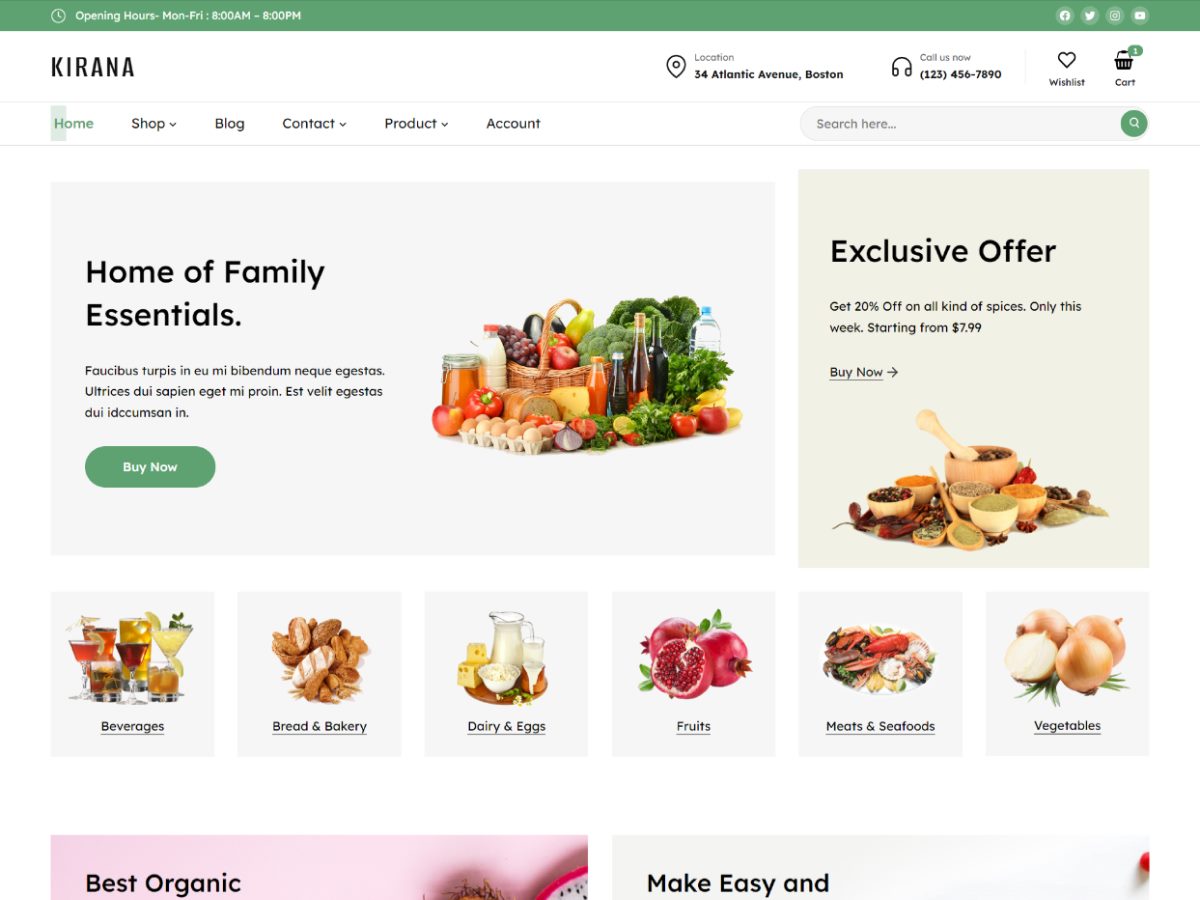 Opening Hours- Mon-Fri : 8:00AM – 8:00PM
KIRANA
Location
34 Atlantic Avenue, Boston
Call us now
(123) 456-7890
Wishlist
1
Cart
Home
Shop
Blog
Contact
Product
Account
Search here...
Home of Family
Essentials.
Faucibus turpis in eu mi bibendum neque egestas.
Ultrices dui sapien eget mi proin. Est velit egestas
dui idccumsan in.
Buy Now
Exclusive Offer
Get 20% Off on all kind of spices. Only this
week. Starting from $7.99
Buy Now
Beverages
Bread & Bakery
Dairy & Eggs
Fruits
Meats & Seafoods
Vegetables
Best Organic
Make Easy and